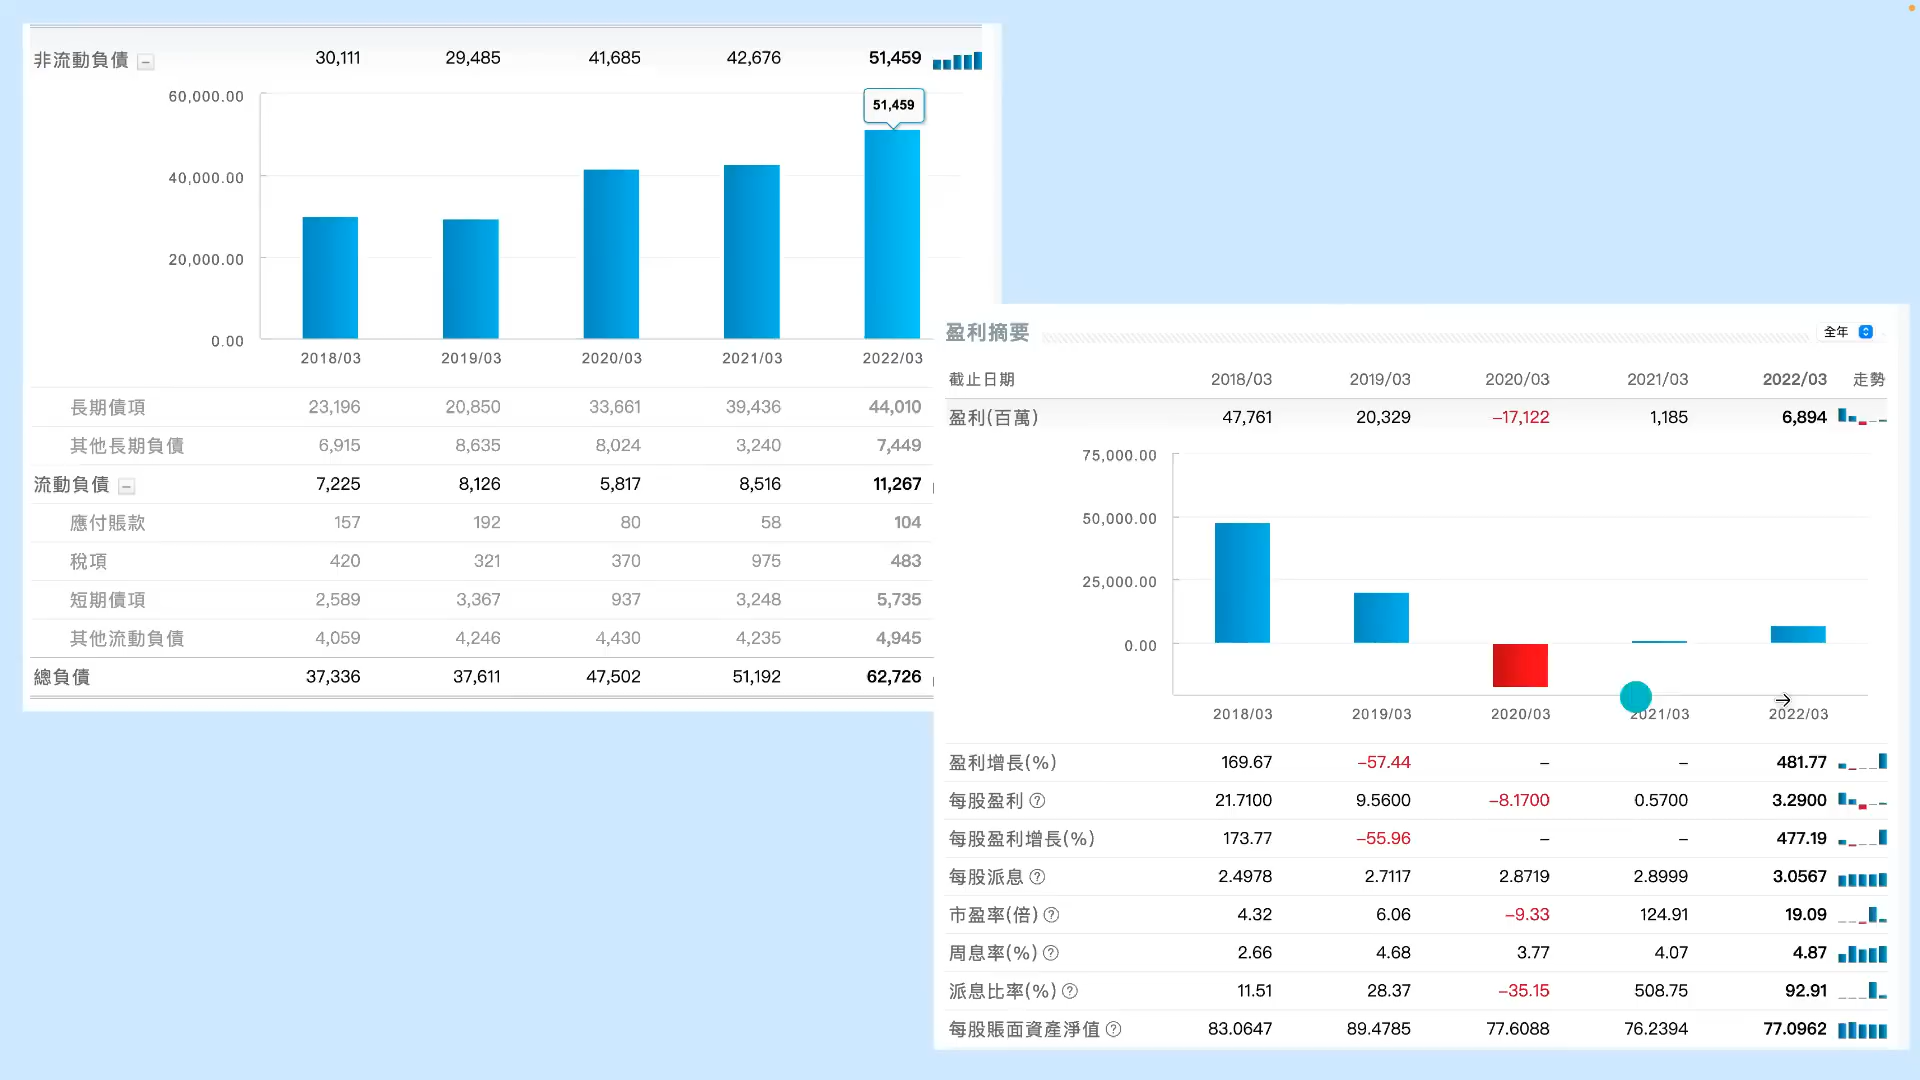 非流動負債 30,111 29,485 41,685 42,676 51,459
60,000.00
51,459
40,000.00
20,000.00
0.00
2018/03 2019/03 2020/03 2021/03 2022/03
長期債項 23,196 20,850 33,661 39,436 44,010
其他長期負債 6,915 8,635 8,024 3,240 7,449
流動負債 7,225 8,126 5,817 8,516 11,267
應付賬款 157 192 80 58 104
稅項 420 321 370 975 483
短期債項 2,589 3,367 937 3,248 5,735
其他流動負債 4,059 4,246 4,430 4,235 4,945
總負債 37,336 37,611 47,502 51,192 62,726
盈利摘要 全年
截止日期 2018/03 2019/03 2020/03 2021/03 2022/03 走勢
盈利(百萬) 47,761 20,329 -17,122 1,185 6,894
75,000.00
50,000.00
25,000.00
0.00
2018/03 2019/03 2020/03 2021/03 2022/03
盈利增長(%) 169.67 -57.44 – – 481.77
每股盈利 21.7100 9.5600 -8.1700 0.5700 3.2900
每股盈利增長(%) 173.77 -55.96 – – 477.19
每股派息 2.4978 2.7117 2.8719 2.8999 3.0567
市盈率(倍) 4.32 6.06 -9.33 124.91 19.09
周息率(%) 2.66 4.68 3.77 4.07 4.87
派息比率(%) 11.51 28.37 -35.15 508.75 92.91
每股賬面資產淨值 83.0647 89.4785 77.6088 76.2394 77.0962